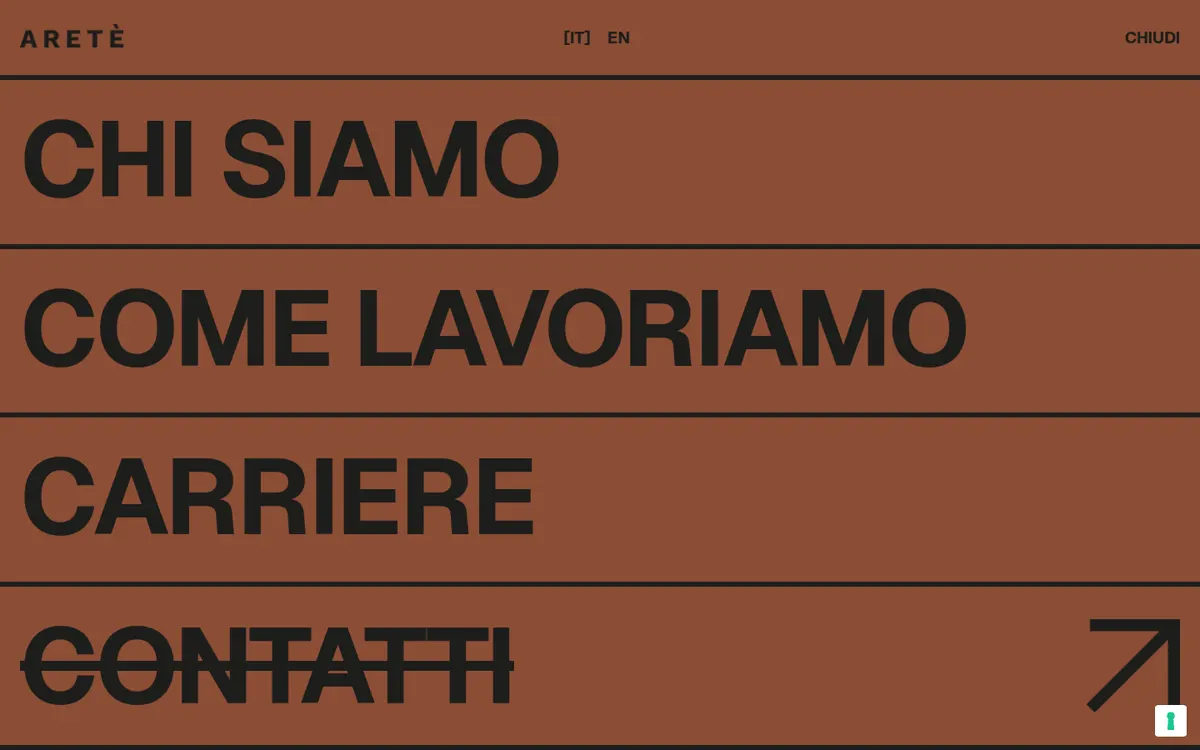 ARETÈ
[IT] EN
CHIUDI
CHI SIAMO
COME LAVORIAMO
CARRIERE
CONTATTI